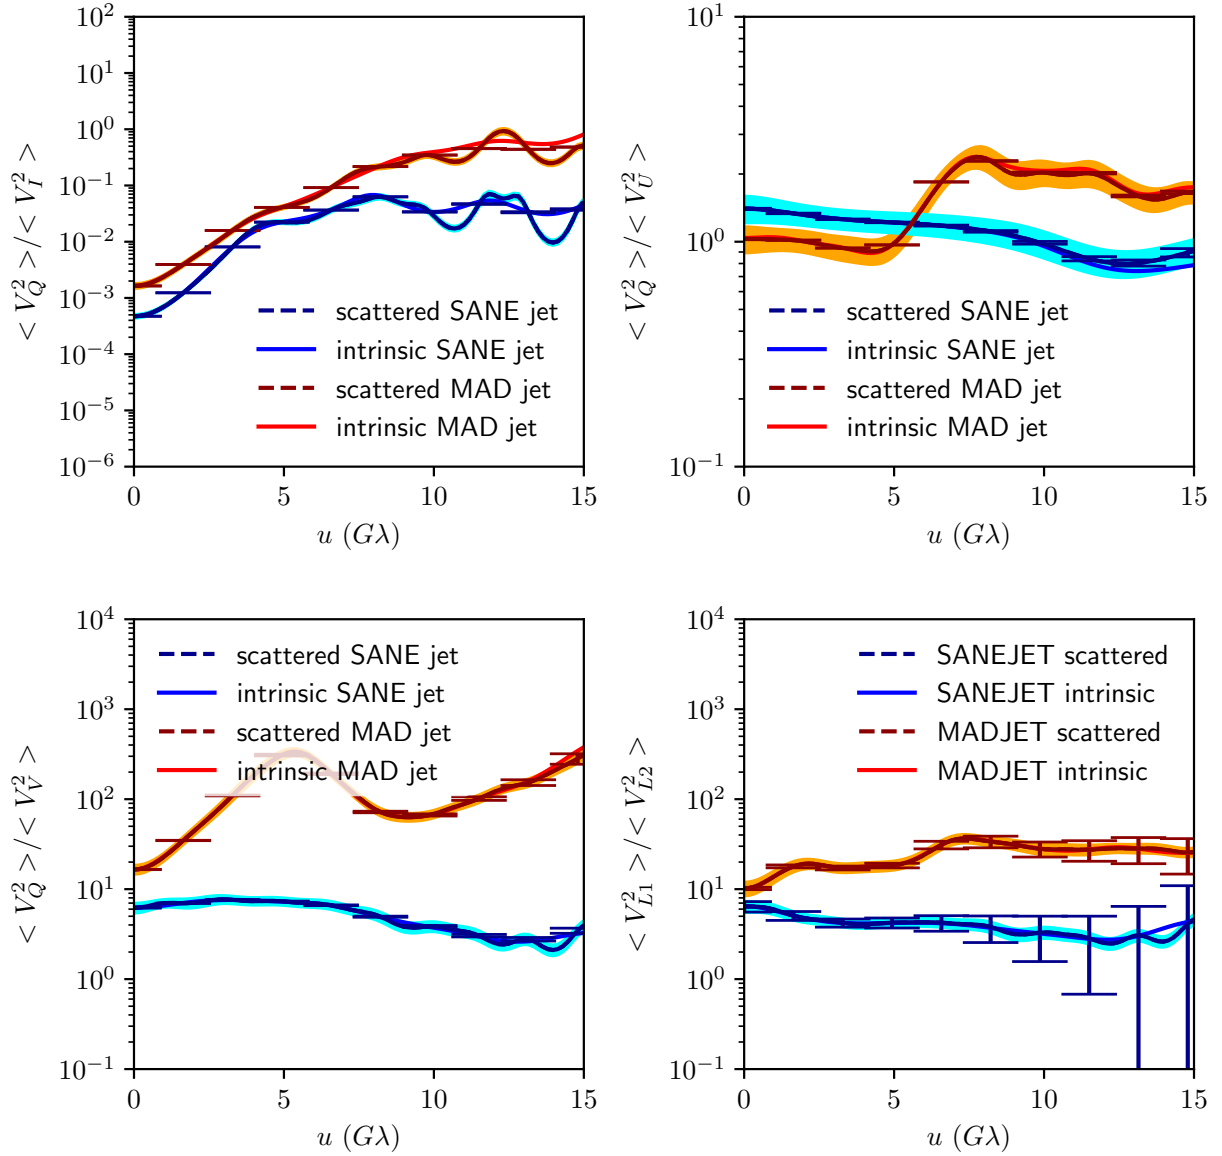 10^2
10^1
10^0
10^{-1}
10^{-2}
10^{-3}
10^{-4}
10^{-5}
10^{-6}
< V_Q^2 > / < V_I^2 >
scattered SANE jet
intrinsic SANE jet
scattered MAD jet
intrinsic MAD jet
0 5 10 15
u (Gλ)
10^1
10^0
10^{-1}
< V_Q^2 > / < V_U^2 >
scattered SANE jet
intrinsic SANE jet
scattered MAD jet
intrinsic MAD jet
0 5 10 15
u (Gλ)
10^4
10^3
10^2
10^1
10^0
10^{-1}
< V_Q^2 > / < V_V^2 >
scattered SANE jet
intrinsic SANE jet
scattered MAD jet
intrinsic MAD jet
0 5 10 15
u (Gλ)
10^4
10^3
10^2
10^1
10^0
10^{-1}
< V_{L1}^2 > / < V_{L2}^2 >
SANEJET scattered
SANEJET intrinsic
MADJET scattered
MADJET intrinsic
0 5 10 15
u (Gλ)